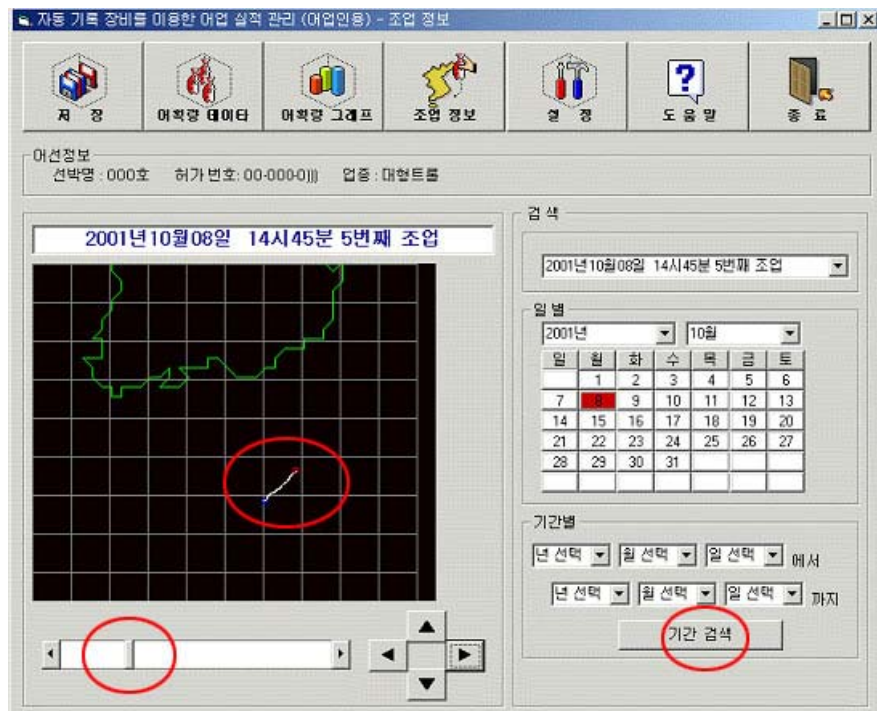 자동 기록 장비를 이용한 어업 실적 관리 (어업인용) - 조업 정보
저 장 어획량 데이타 어획량 그래프 조업 정보 설 정 도 움 말 종 료
어선정보
선박명 : 000호 허가 번호: 00-000-0))) 업종 : 대형트롤
2001년10월08일 14시45분 5번째 조업
검 색
2001년10월08일 14시45분 5번째 조업
일 별
2001년 10월
일 월 화 수 목 금 토
1 2 3 4 5 6
7 8 9 10 11 12 13
14 15 16 17 18 19 20
21 22 23 24 25 26 27
28 29 30 31
기간별
년 선택 월 선택 일 선택 에서
년 선택 월 선택 일 선택 까지
기간 검색